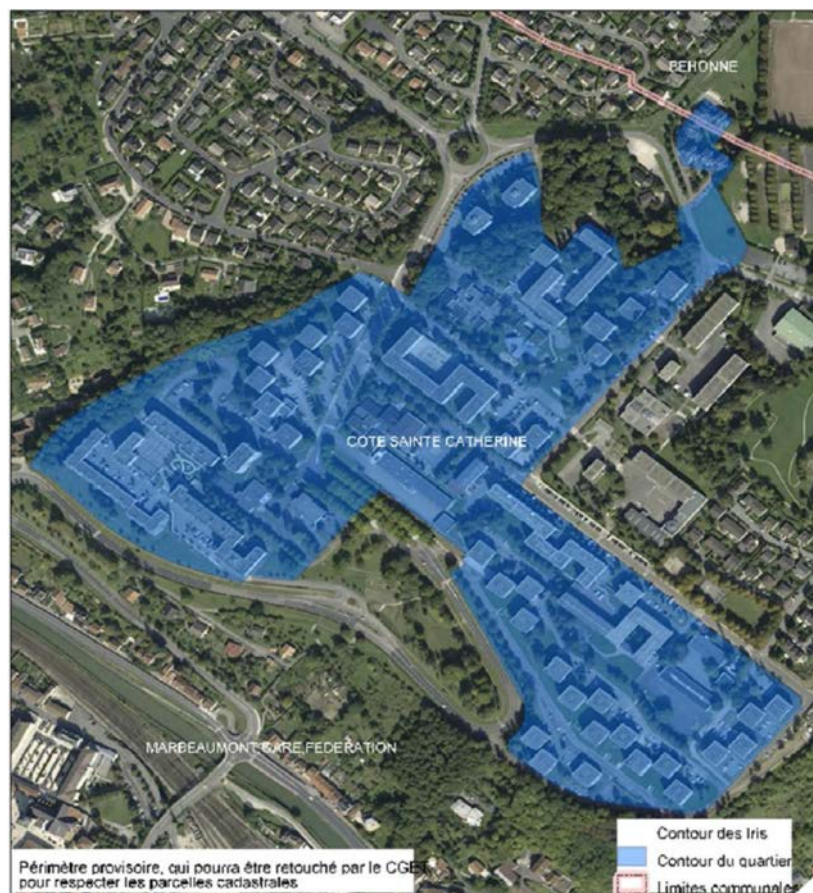 BEHONNE
COTE SAINTE CATHERINE
MARBEAUMONT GARE FEDERATION
Périmètre provisoire, qui pourra être retouché par le CGET
pour respecter les parcelles cadastrales
Contour des Iris
Contour du quartier
Limites communales